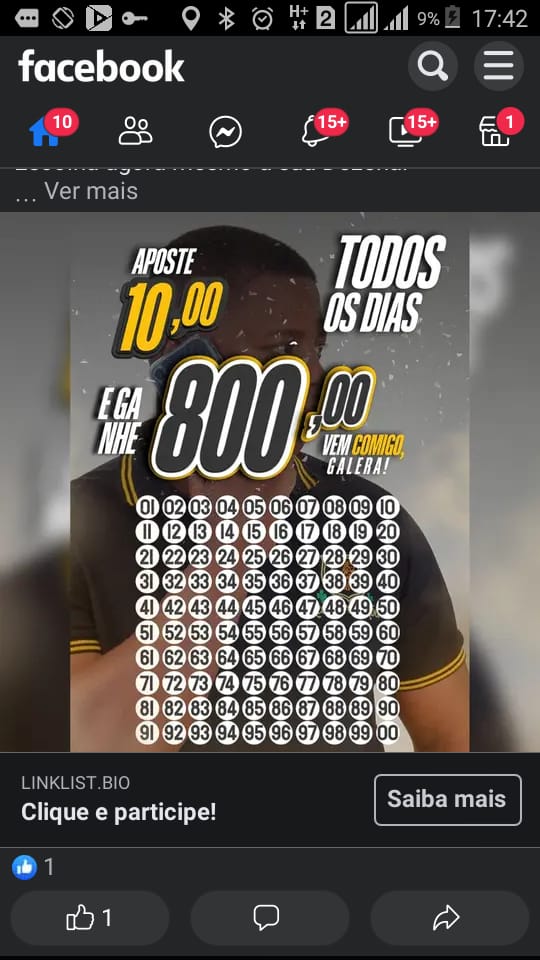 9% 17:42
facebook
10
15+
15+
1
... Ver mais
APOSTE
10,00
TODOS
OS DIAS
E GA
NHE
800,00
VEM COMIGO,
GALERA!
01 02 03 04 05 06 07 08 09 10
11 12 13 14 15 16 17 18 19 20
21 22 23 24 25 26 27 28 29 30
31 32 33 34 35 36 37 38 39 40
41 42 43 44 45 46 47 48 49 50
51 52 53 54 55 56 57 58 59 60
61 62 63 64 65 66 67 68 69 70
71 72 73 74 75 76 77 78 79 80
81 82 83 84 85 86 87 88 89 90
91 92 93 94 95 96 97 98 99 00
LINKLIST.BIO
Clique e participe!
Saiba mais
1
1